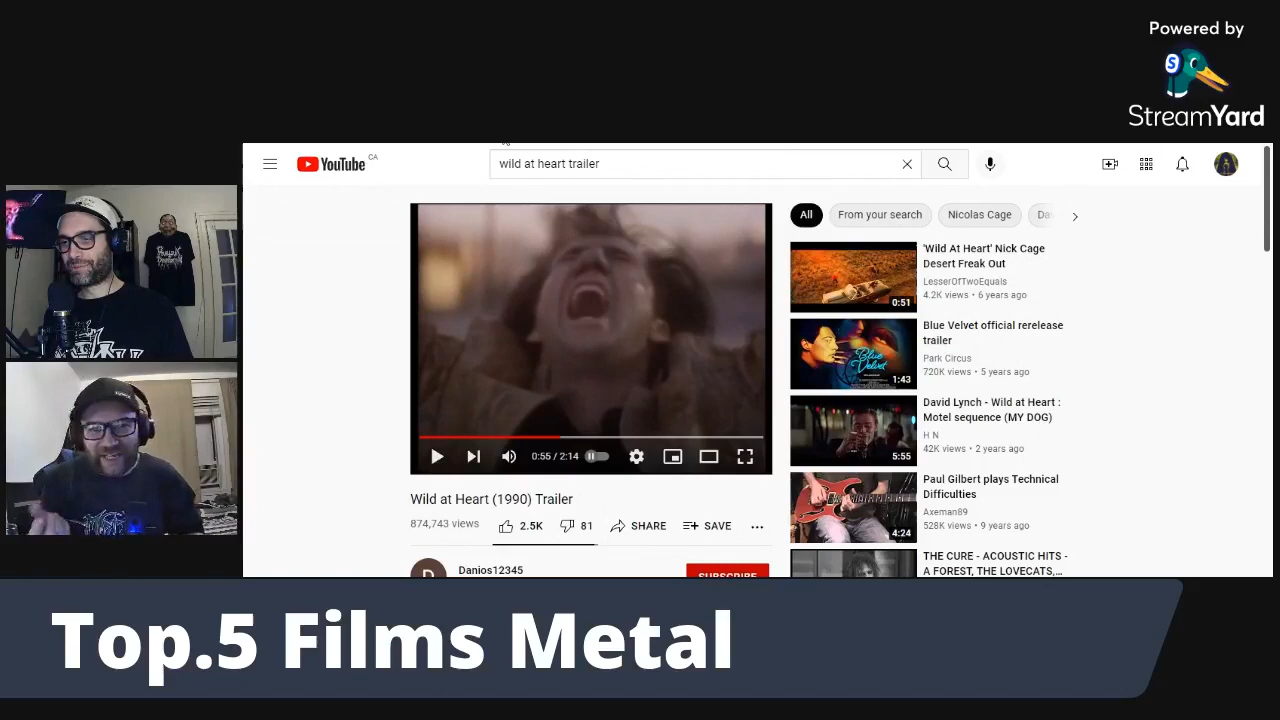 Powered by
StreamYard
YouTube CA
wild at heart trailer
0:55 / 2:14
Wild at Heart (1990) Trailer
874,743 views
2.5K
81
SHARE
SAVE
D
Danios12345
SUBSCRIBE
All
From your search
Nicolas Cage
'Wild At Heart' Nick Cage
Desert Freak Out
LesserOfTwoEquals
4.2K views • 6 years ago
0:51
Blue Velvet official rerelease
trailer
Park Circus
720K views • 5 years ago
Blue
Velvet
1:43
David Lynch - Wild at Heart :
Motel sequence (MY DOG)
H N
42K views • 2 years ago
5:55
Paul Gilbert plays Technical
Difficulties
Axeman89
528K views • 9 years ago
4:24
THE CURE - ACOUSTIC HITS -
A FOREST, THE LOVECATS,...
Top.5 Films Metal